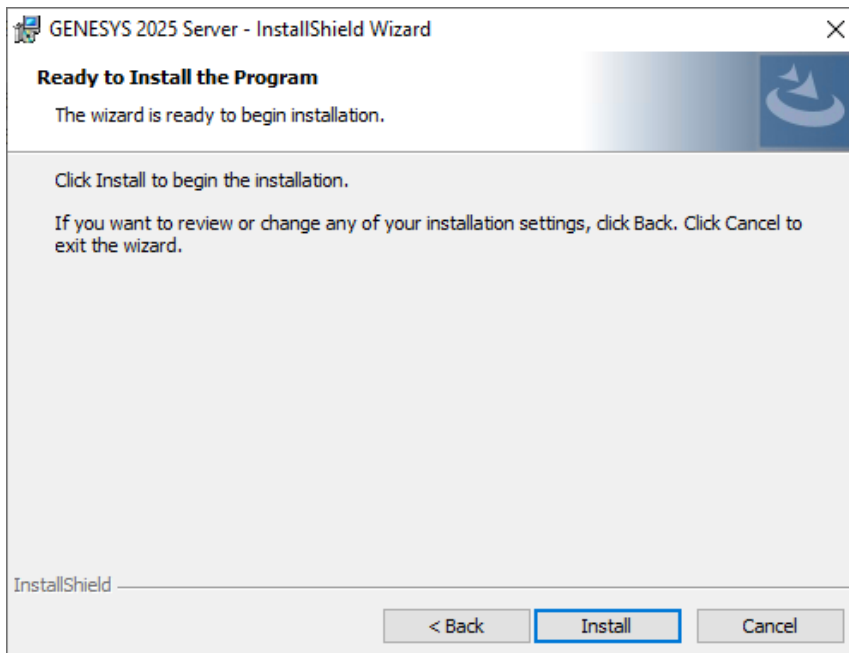 GENESYS 2025 Server - InstallShield Wizard
Ready to Install the Program
The wizard is ready to begin installation.
Click Install to begin the installation.
If you want to review or change any of your installation settings, click Back. Click Cancel to
exit the wizard.
InstallShield
< Back
Install
Cancel